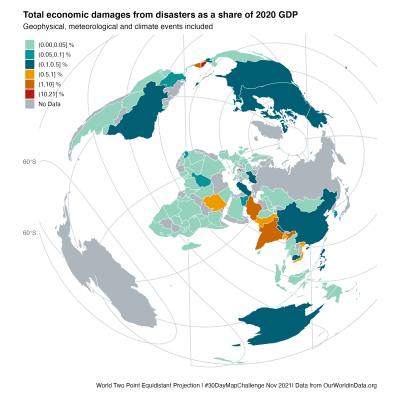 Total economic damages from disasters as a share of 2020 GDP
Geophysical, meteorological and climate events included
(0.00,0.05] %
(0.05,0.1] %
(0.1,0.5] %
(0.5,1] %
(1,10] %
(10,21] %
No Data
60°S
60°S
World Two Point Equidistant Projection | #30DayMapChallenge Nov 2021| Data from OurWorldinData.org